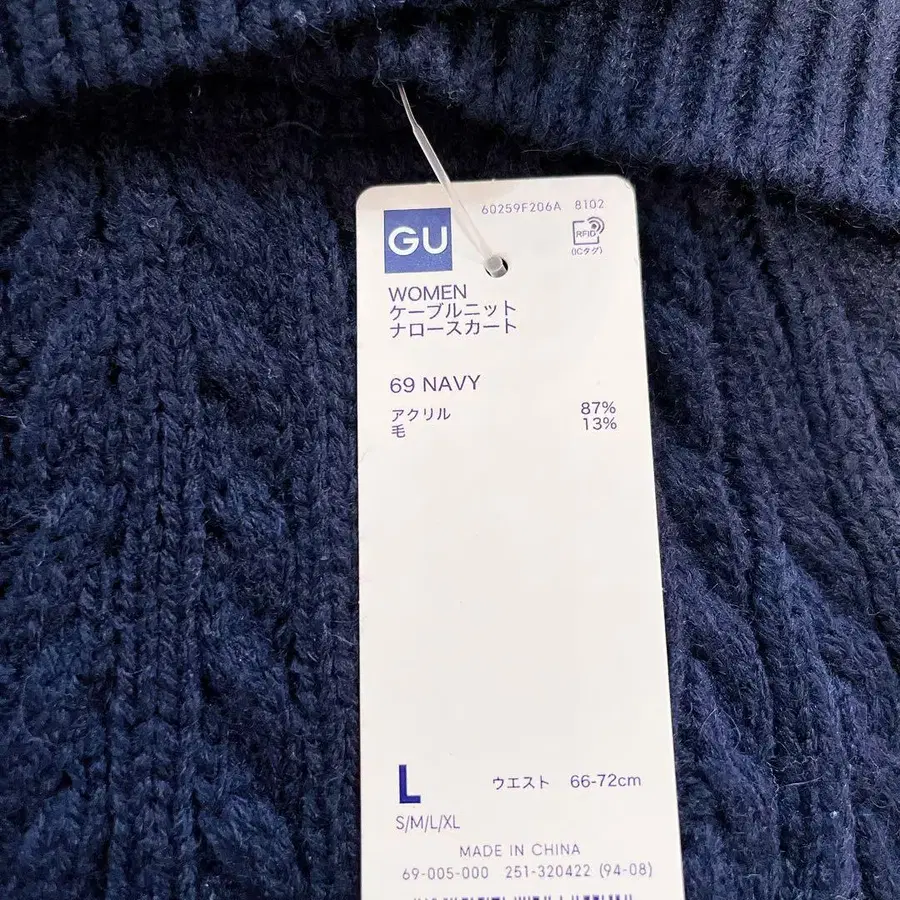 60259F206A 8102
GU
RFID
(ICタグ)
WOMEN
ケーブルニット
ナロースカート
69 NAVY
アクリル 87%
毛 13%
L ウエスト 66-72cm
S/M/L/XL
MADE IN CHINA
69-005-000 251-320422 (94-08)